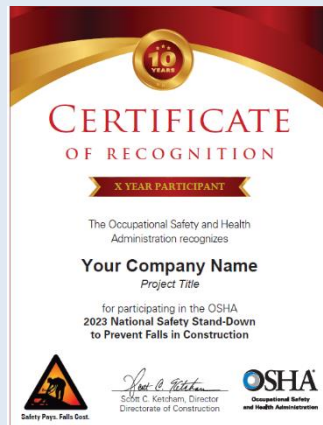 10
YEARS
CERTIFICATE
OF RECOGNITION
X YEAR PARTICIPANT
The Occupational Safety and Health
Administration recognizes
Your Company Name
Project Title
for participating in the OSHA
2023 National Safety Stand-Down
to Prevent Falls in Construction
Safety Pays. Falls Cost.
Scott C. Ketcham
Scott C. Ketcham, Director
Directorate of Construction
OSHA
Occupational Safety
and Health Administration